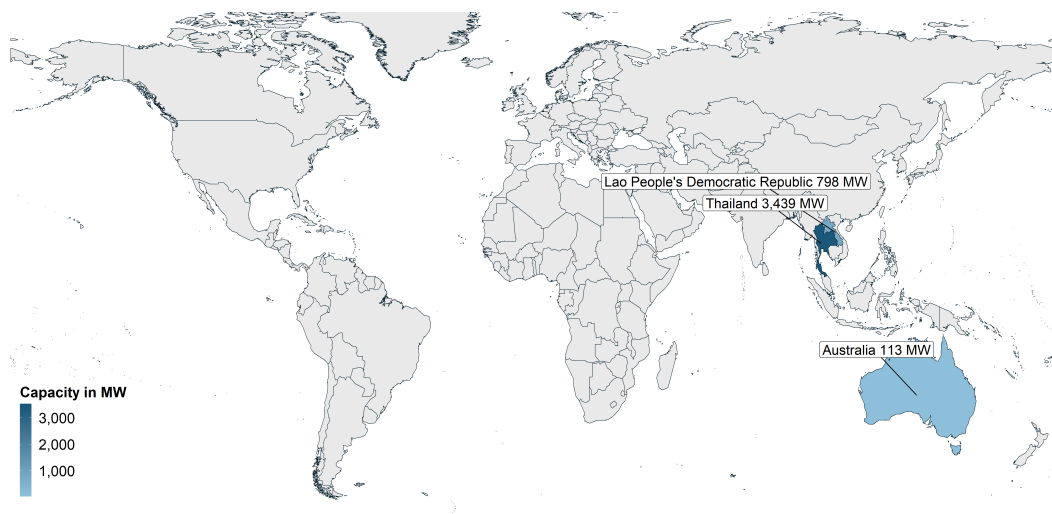 Lao People's Democratic Republic 798 MW
Thailand 3,439 MW
Australia 113 MW
Capacity in MW
3,000
2,000
1,000